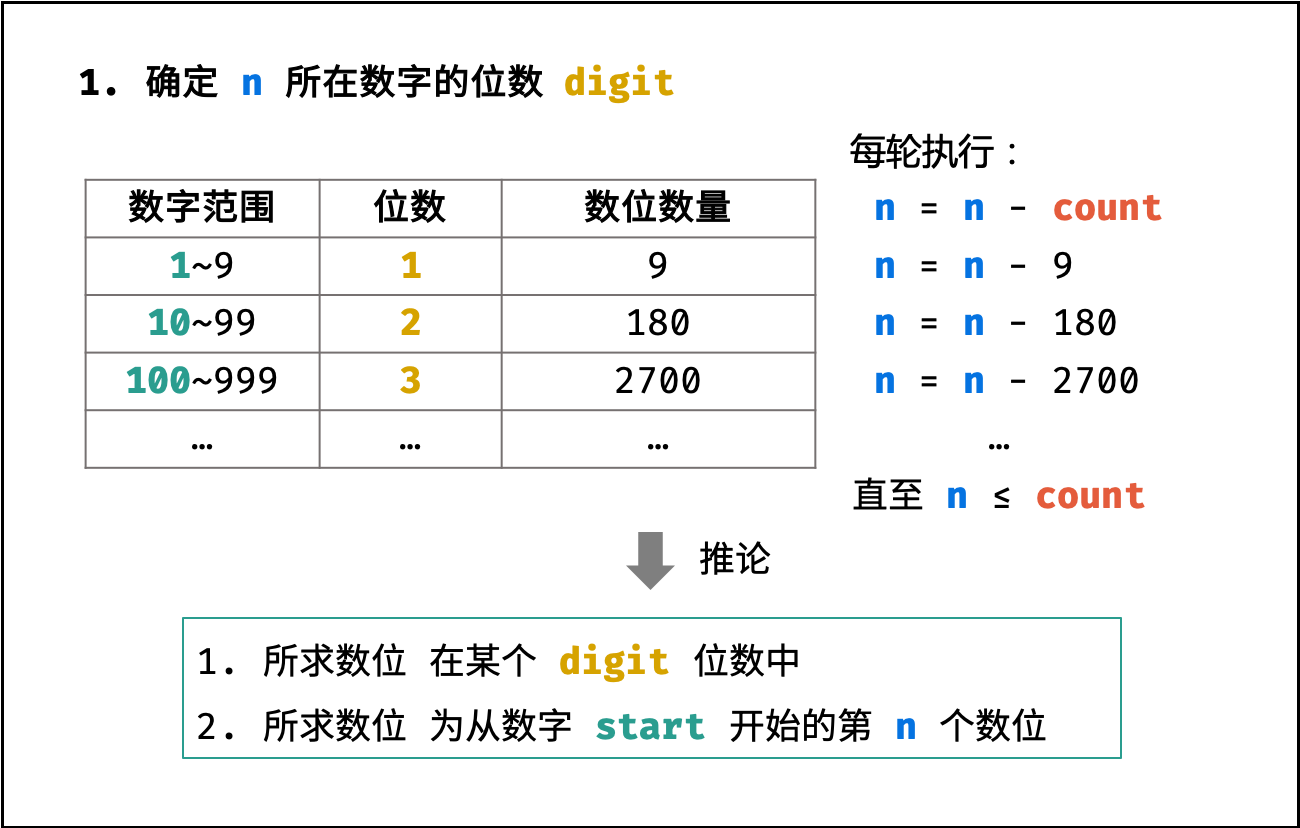 1. 确定 n 所在数字的位数 digit
每轮执行：
数字范围 位数 数位数量
n = n - count
1~9 1 9
n = n - 9
10~99 2 180
n = n - 180
100~999 3 2700
n = n - 2700
… … …
…
直至 n ≤ count
推论
1. 所求数位 在某个 digit 位数中
2. 所求数位 为从数字 start 开始的第 n 个数位